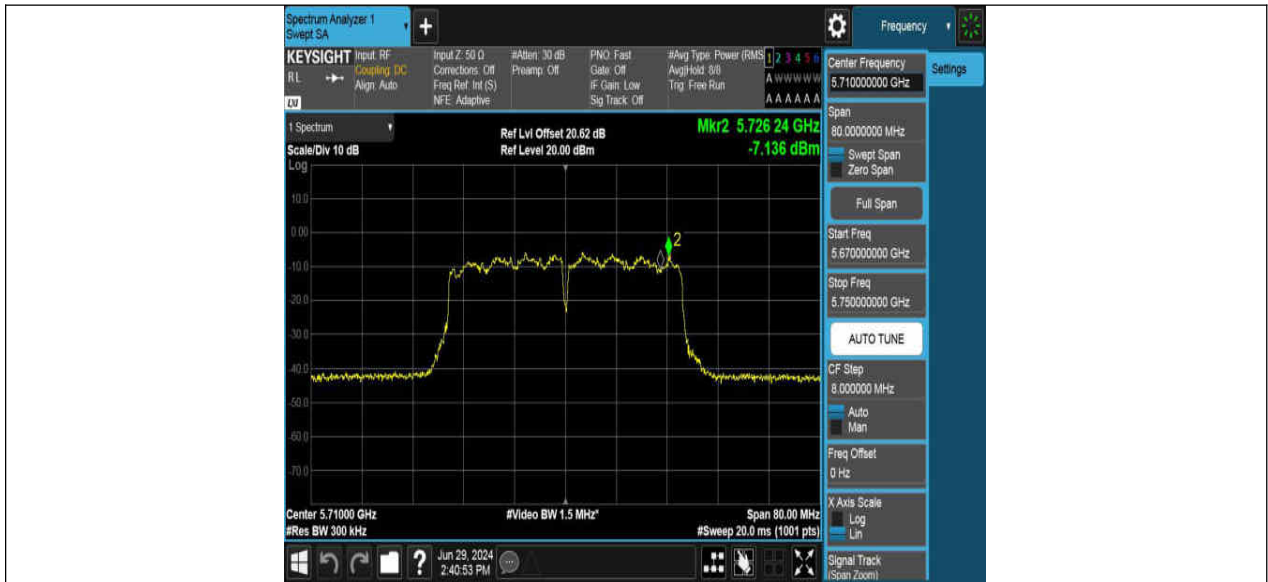 Spectrum Analyzer 1
Swept SA
+
Frequency
KEYSIGHT
RL
LXI
Input: RF
Coupling: DC
Align: Auto
Input Z: 50 Ω
Corrections: Off
Freq Ref: Int (S)
NFE: Adaptive
#Atten: 30 dB
Preamp: Off
PNO: Fast
Gate: Off
IF Gain: Low
Sig Track: Off
#Avg Type: Power (RMS
Avg|Hold: 8/8
Trig: Free Run
1 2 3 4 5 6
A W W W W W
A A A A A A
Center Frequency
5.710000000 GHz
Settings
Span
80.0000000 MHz
Swept Span
Zero Span
Full Span
Start Freq
5.670000000 GHz
Stop Freq
5.750000000 GHz
AUTO TUNE
CF Step
8.000000 MHz
Auto
Man
Freq Offset
0 Hz
X Axis Scale
Log
Lin
Signal Track
(Span Zoom)
1 Spectrum
Scale/Div 10 dB
Ref Lvl Offset 20.62 dB
Ref Level 20.00 dBm
Mkr2 5.726 24 GHz
-7.136 dBm
Log
10.0
0.00
-10.0
-20.0
-30.0
-40.0
-50.0
-60.0
-70.0
2
Center 5.71000 GHz
#Res BW 300 kHz
#Video BW 1.5 MHz*
Span 80.00 MHz
#Sweep 20.0 ms (1001 pts)
?
Jun 29, 2024
2:40:53 PM